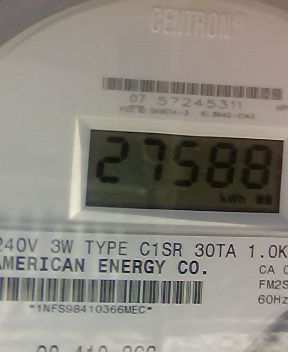 CENTRON®
07 57245311
27588
kWh
240V 3W TYPE C1SR 30TA 1.0K
AMERICAN ENERGY CO.
CA
FM2S
60Hz
*1NFS98410366MEC*